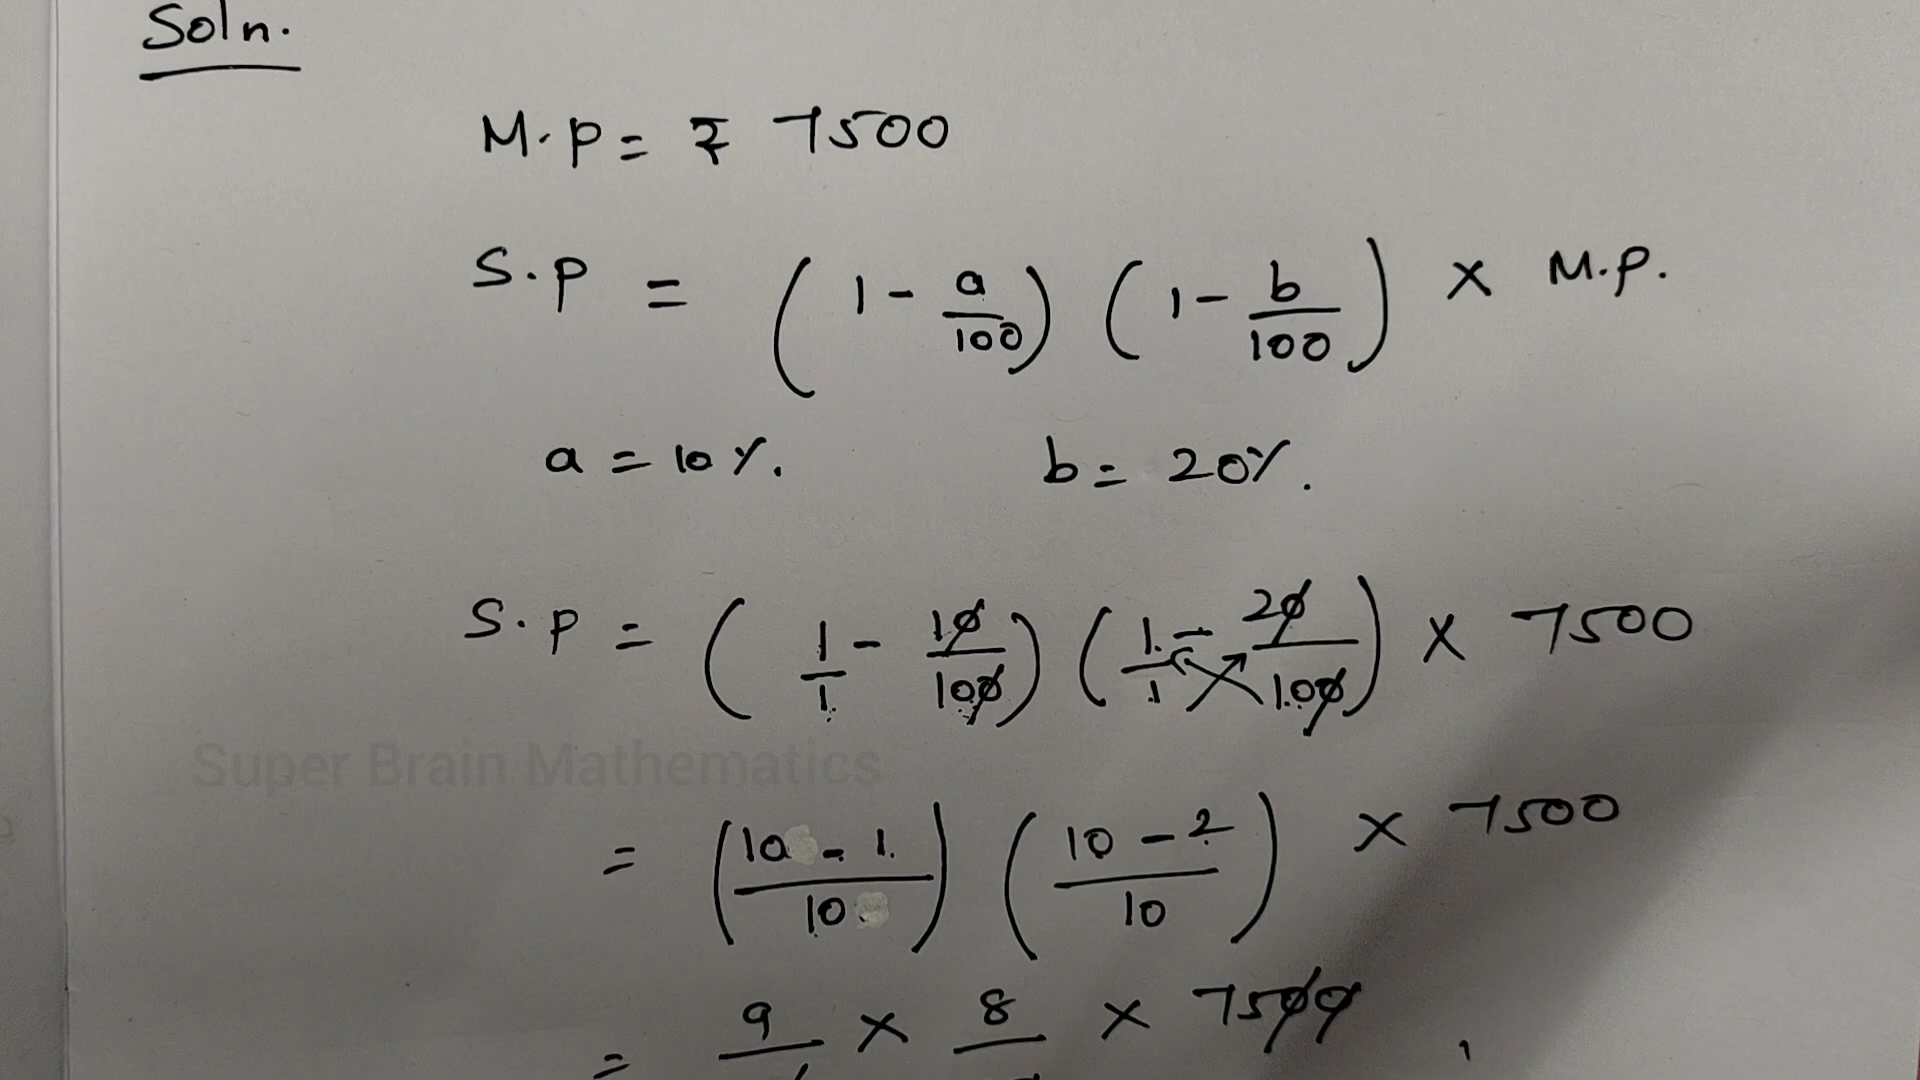 Soln.
M.P = ₹ 7500
S.P = (1 - a/100) (1 - b/100) × M.P.
a = 10%. b = 20%.
S.P = (1/1 - 10/100) (1/1 - 20/100) × 7500
Super Brain Mathematics
= (10 - 1/10) (10 - 2/10) × 7500
= 9 × 8 × 7500